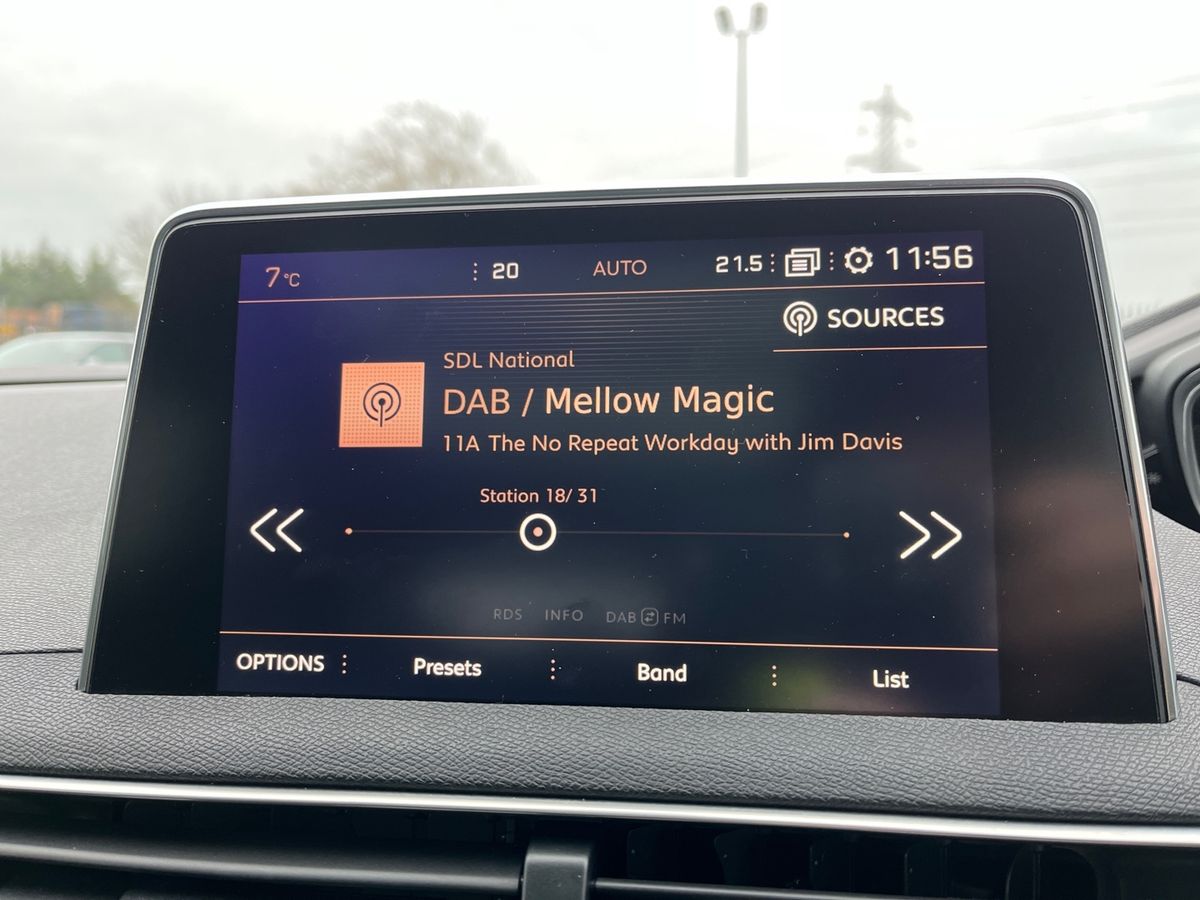 7°C 20 AUTO 21.5 11:56
SOURCES
SDL National
DAB / Mellow Magic
11A The No Repeat Workday with Jim Davis
Station 18/ 31
RDS INFO DAB FM
OPTIONS Presets Band List